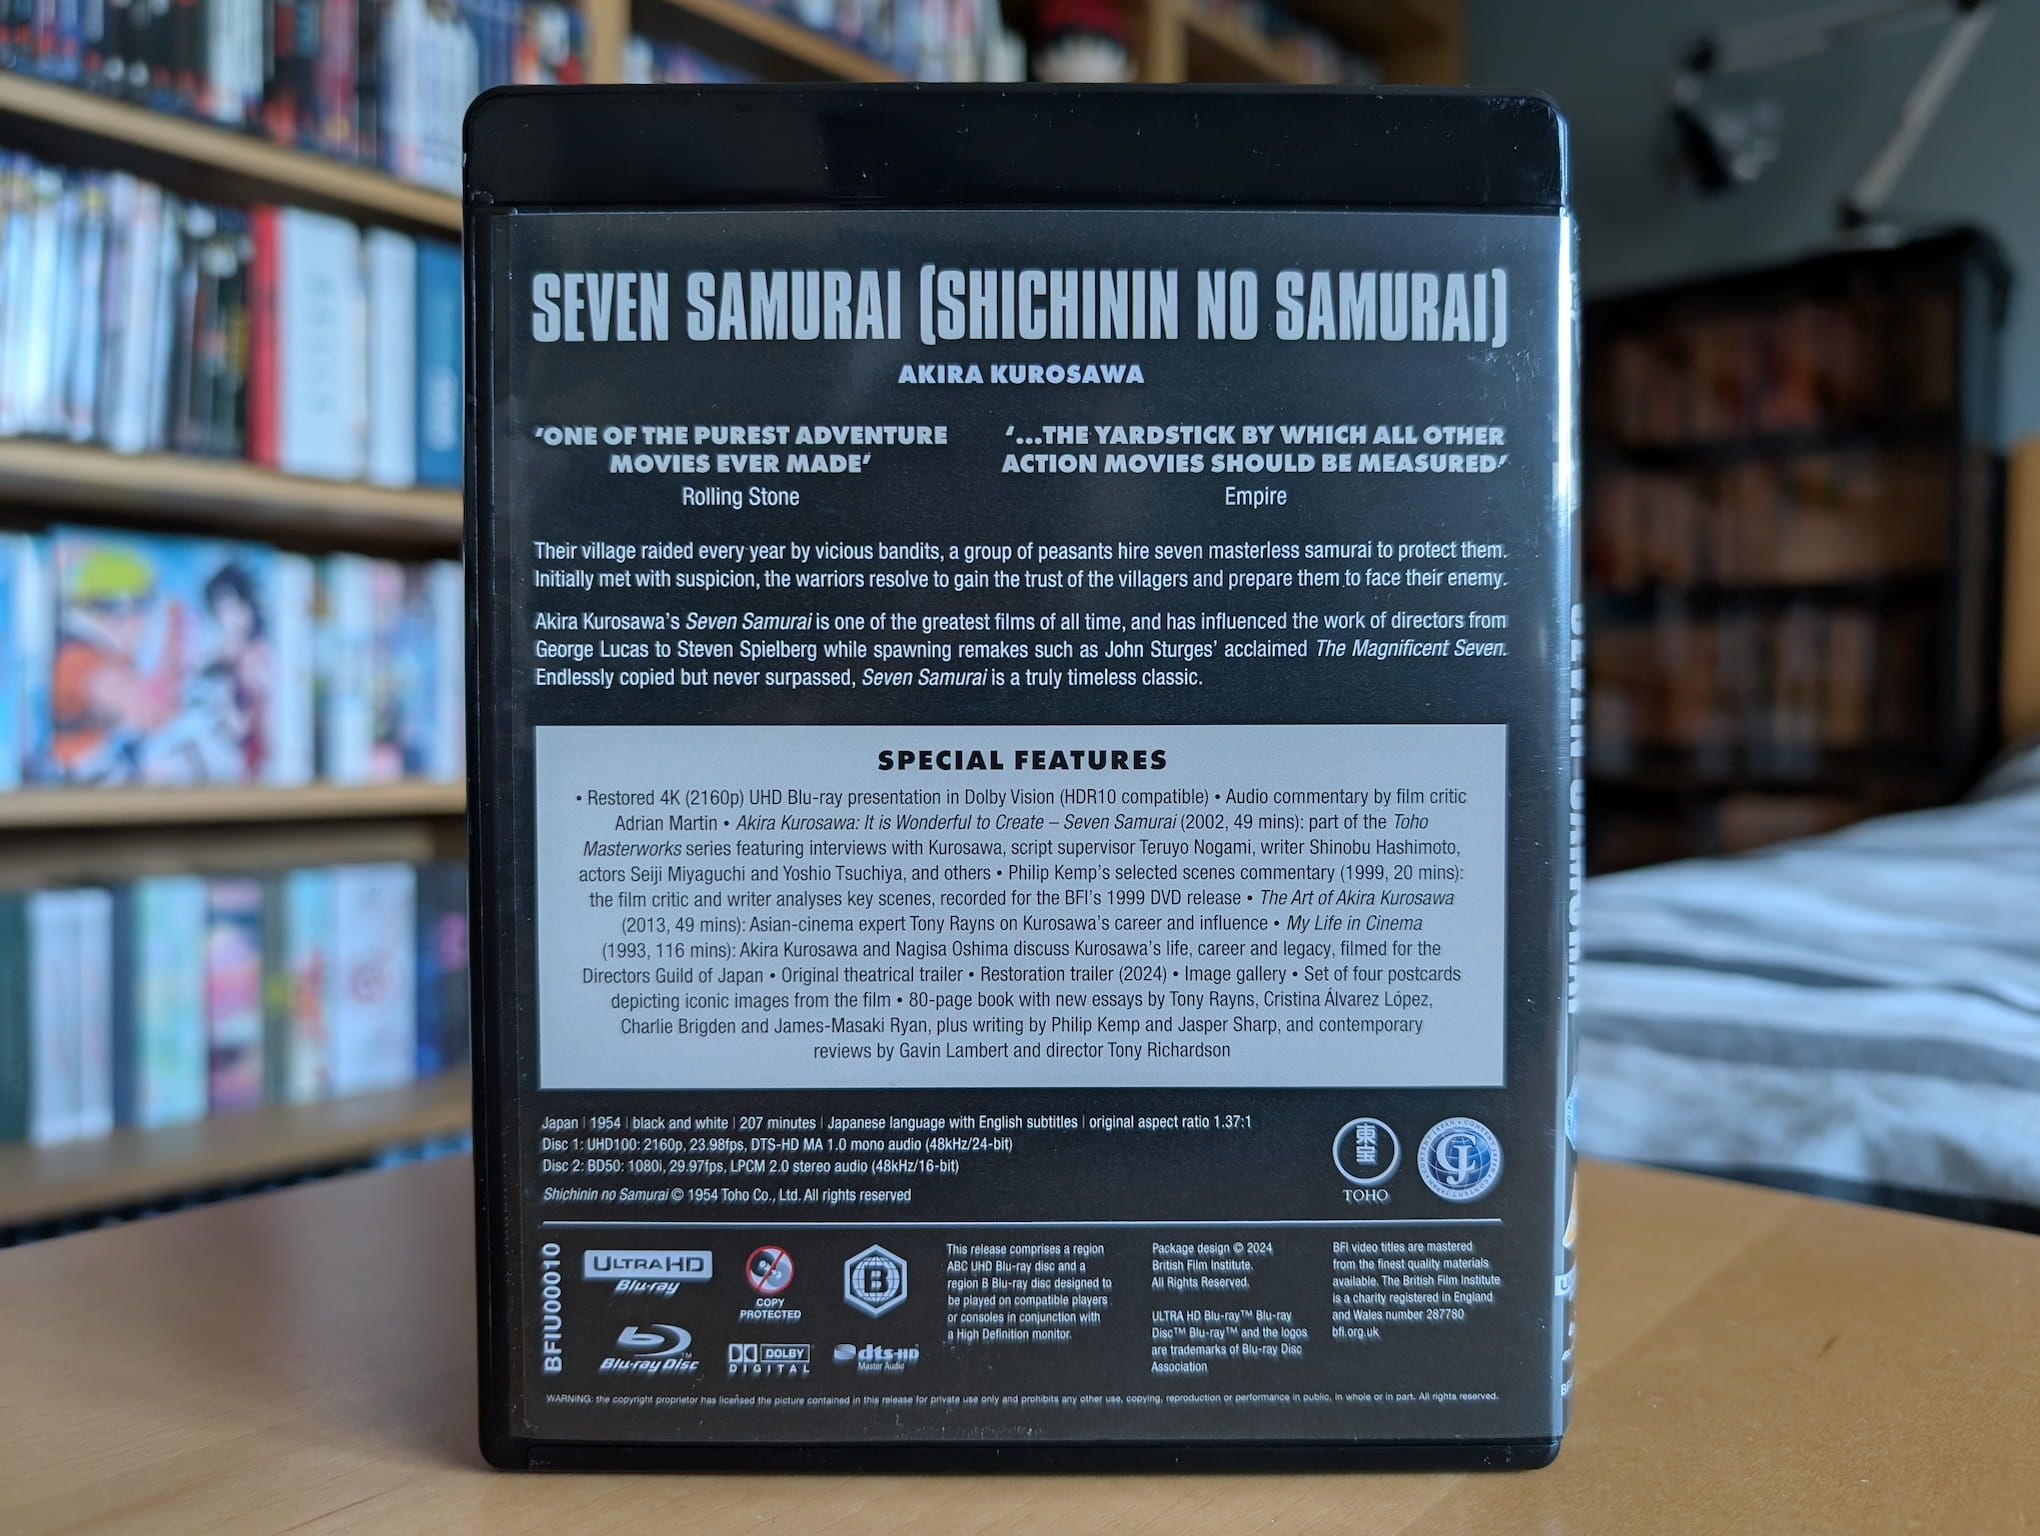 SEVEN SAMURAI (SHICHININ NO SAMURAI)
AKIRA KUROSAWA
‘ONE OF THE PUREST ADVENTURE
MOVIES EVER MADE’
Rolling Stone
‘...THE YARDSTICK BY WHICH ALL OTHER
ACTION MOVIES SHOULD BE MEASURED’
Empire
Their village raided every year by vicious bandits, a group of peasants hire seven masterless samurai to protect them.
Initially met with suspicion, the warriors resolve to gain the trust of the villagers and prepare them to face their enemy.
Akira Kurosawa’s Seven Samurai is one of the greatest films of all time, and has influenced the work of directors from
George Lucas to Steven Spielberg while spawning remakes such as John Sturges’ acclaimed The Magnificent Seven.
Endlessly copied but never surpassed, Seven Samurai is a truly timeless classic.
SPECIAL FEATURES
• Restored 4K (2160p) UHD Blu-ray presentation in Dolby Vision (HDR10 compatible) • Audio commentary by film critic
Adrian Martin • Akira Kurosawa: It is Wonderful to Create – Seven Samurai (2002, 49 mins): part of the Toho
Masterworks series featuring interviews with Kurosawa, script supervisor Teruyo Nogami, writer Shinobu Hashimoto,
actors Seiji Miyaguchi and Yoshio Tsuchiya, and others • Philip Kemp’s selected scenes commentary (1999, 20 mins):
the film critic and writer analyses key scenes, recorded for the BFI’s 1999 DVD release • The Art of Akira Kurosawa
(2013, 49 mins): Asian-cinema expert Tony Rayns on Kurosawa’s career and influence • My Life in Cinema
(1993, 116 mins): Akira Kurosawa and Nagisa Oshima discuss Kurosawa’s life, career and legacy, filmed for the
Directors Guild of Japan • Original theatrical trailer • Restoration trailer (2024) • Image gallery • Set of four postcards
depicting iconic images from the film • 80-page book with new essays by Tony Rayns, Cristina Álvarez López,
Charlie Brigden and James-Masaki Ryan, plus writing by Philip Kemp and Jasper Sharp, and contemporary
reviews by Gavin Lambert and director Tony Richardson
Japan | 1954 | black and white | 207 minutes | Japanese language with English subtitles | original aspect ratio 1.37:1
Disc 1: UHD100: 2160p, 23.98fps, DTS-HD MA 1.0 mono audio (48kHz/24-bit)
Disc 2: BD50: 1080i, 29.97fps, LPCM 2.0 stereo audio (48kHz/16-bit)
Shichinin no Samurai © 1954 Toho Co., Ltd. All rights reserved
東宝
TOHO
CJ
BFIU00010
ULTRA HD
Blu-ray
Blu-ray Disc™
COPY
PROTECTED
DOLBY
DIGITAL
B
dts-HD
Master Audio
This release comprises a region
ABC UHD Blu-ray disc and a
region B Blu-ray disc designed to
be played on compatible players
or consoles in conjunction with
a High Definition monitor.
Package design © 2024
British Film Institute.
All Rights Reserved.
ULTRA HD Blu-ray™ Blu-ray
Disc™ Blu-ray™ and the logos
are trademarks of Blu-ray Disc
Association
BFI video titles are mastered
from the finest quality materials
available. The British Film Institute
is a charity registered in England
and Wales number 287780
bfi.org.uk
WARNING: the copyright proprietor has licensed the picture contained in this release for private use only and prohibits any other use, copying, reproduction or performance in public, in whole or in part. All rights reserved.